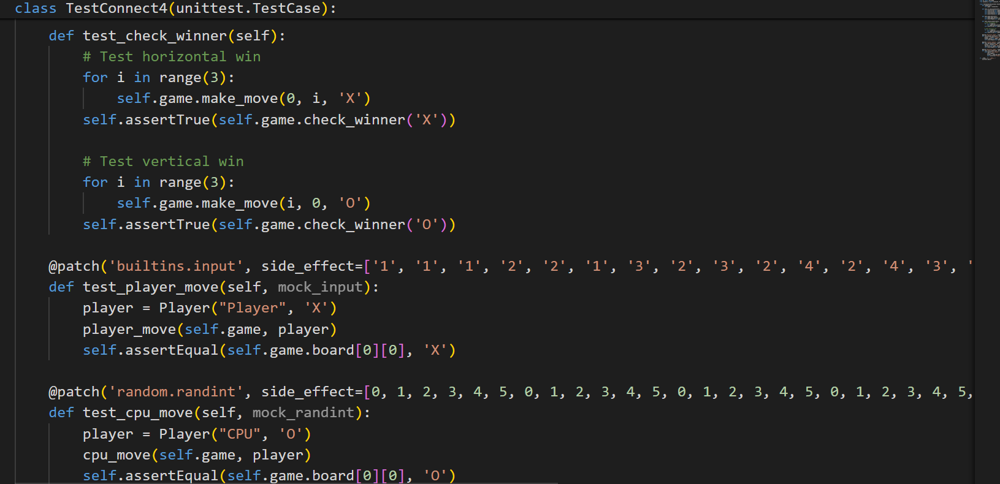 class TestConnect4(unittest.TestCase):
def test_check_winner(self):
# Test horizontal win
for i in range(3):
self.game.make_move(0, i, 'X')
self.assertTrue(self.game.check_winner('X'))
# Test vertical win
for i in range(3):
self.game.make_move(i, 0, 'O')
self.assertTrue(self.game.check_winner('O'))
@patch('builtins.input', side_effect=['1', '1', '1', '2', '2', '1', '3', '2', '3', '2', '4', '2', '4', '3', '
def test_player_move(self, mock_input):
player = Player("Player", 'X')
player_move(self.game, player)
self.assertEqual(self.game.board[0][0], 'X')
@patch('random.randint', side_effect=[0, 1, 2, 3, 4, 5, 0, 1, 2, 3, 4, 5, 0, 1, 2, 3, 4, 5, 0, 1, 2, 3, 4, 5,
def test_cpu_move(self, mock_randint):
player = Player("CPU", 'O')
cpu_move(self.game, player)
self.assertEqual(self.game.board[0][0], 'O')